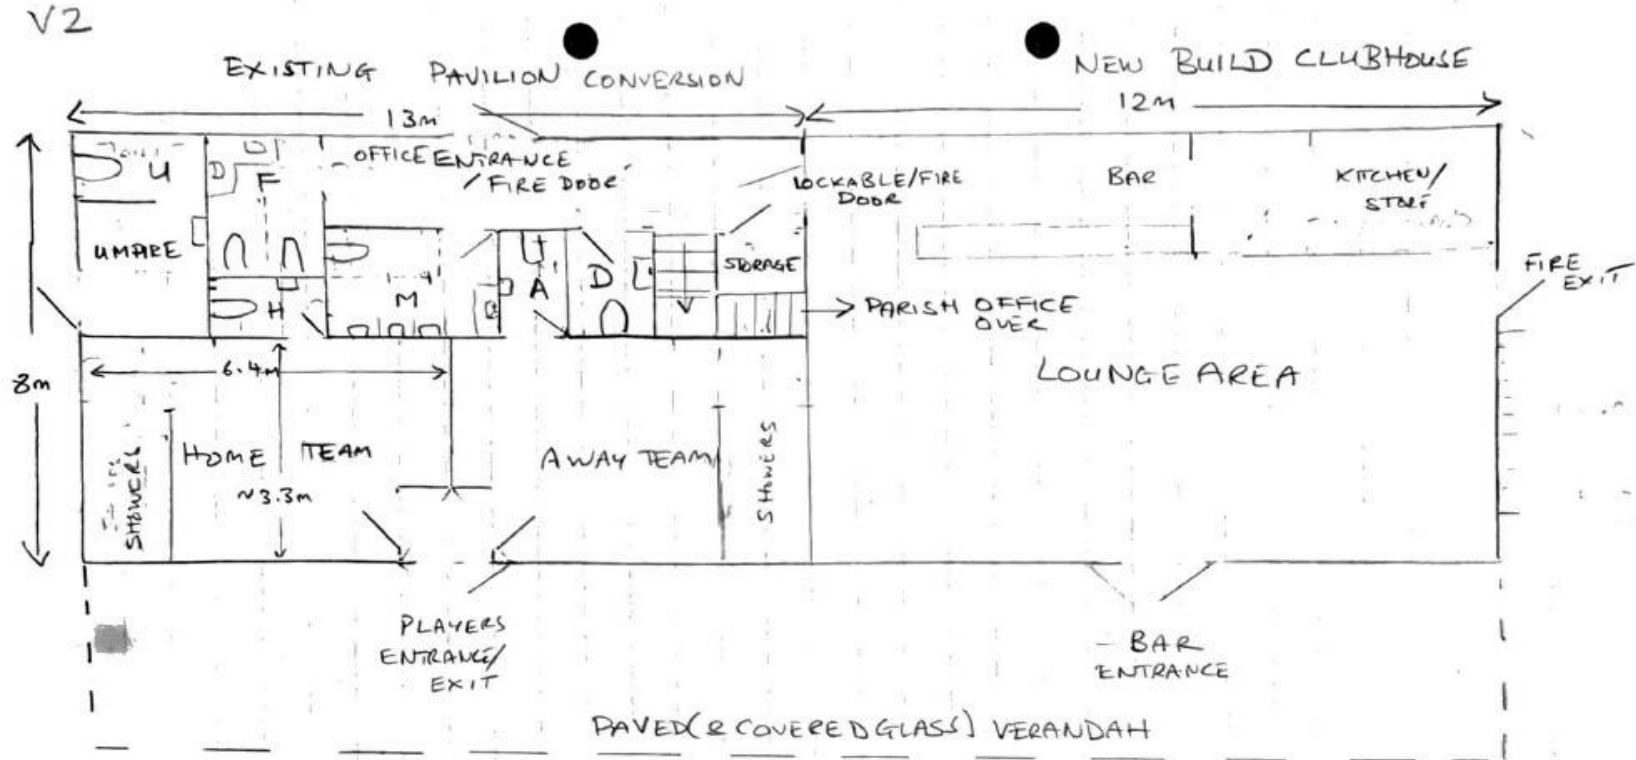 V2
EXISTING PAVILION CONVERSION
NEW BUILD CLUBHOUSE
13m
12m
OFFICE ENTRANCE
/ FIRE DOOR
U
D
F
UMPIRE
H
M
A
D
LOCKABLE/FIRE
DOOR
STORAGE
BAR
KITCHEN/
STORE
FIRE
EXIT
PARISH OFFICE
OVER
LOUNGE AREA
8m
6.4m
SHOWERS
HOME TEAM
~3.3m
AWAY TEAM
SHOWERS
PLAYERS
ENTRANCE/
EXIT
BAR
ENTRANCE
PAVED (& COVERED GLASS) VERANDAH